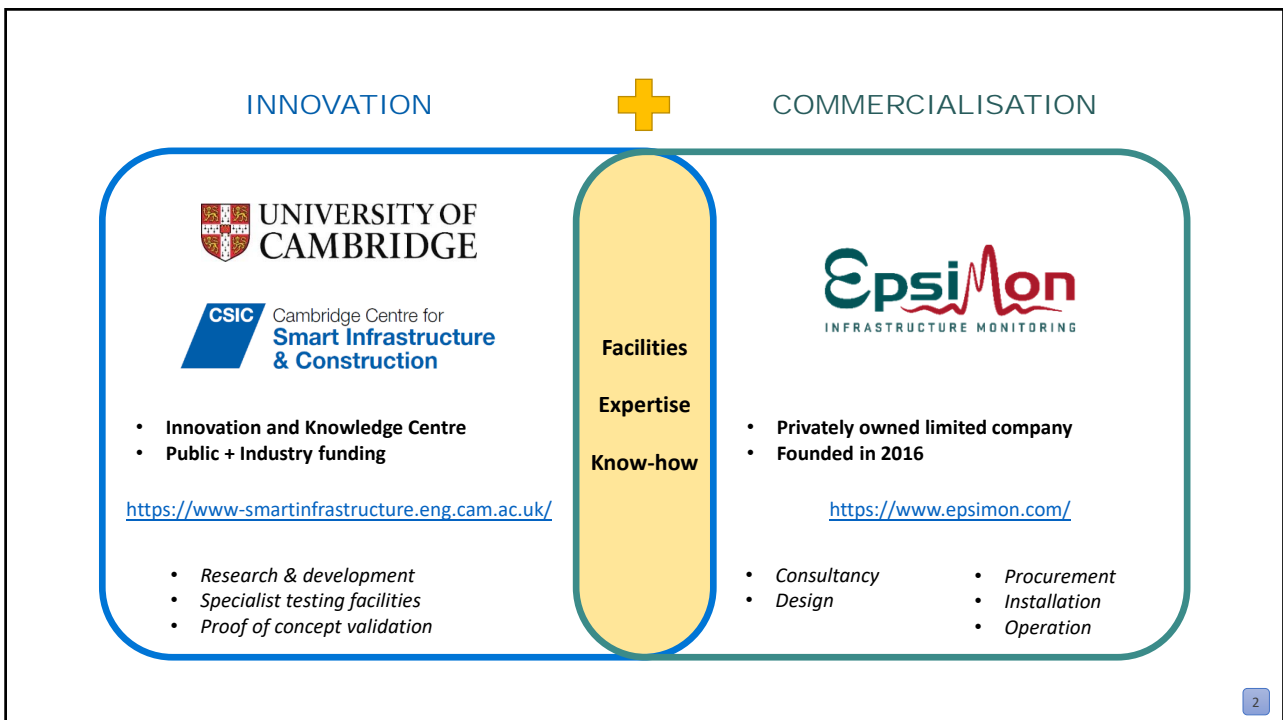 INNOVATION
COMMERCIALISATION
UNIVERSITY OF
CAMBRIDGE
CSIC
Cambridge Centre for
Smart Infrastructure
& Construction
• Innovation and Knowledge Centre
• Public + Industry funding
https://www-smartinfrastructure.eng.cam.ac.uk/
• Research & development
• Specialist testing facilities
• Proof of concept validation
Facilities
Expertise
Know-how
EpsiMon
INFRASTRUCTURE MONITORING
• Privately owned limited company
• Founded in 2016
https://www.epsimon.com/
• Consultancy
• Design
• Procurement
• Installation
• Operation
2